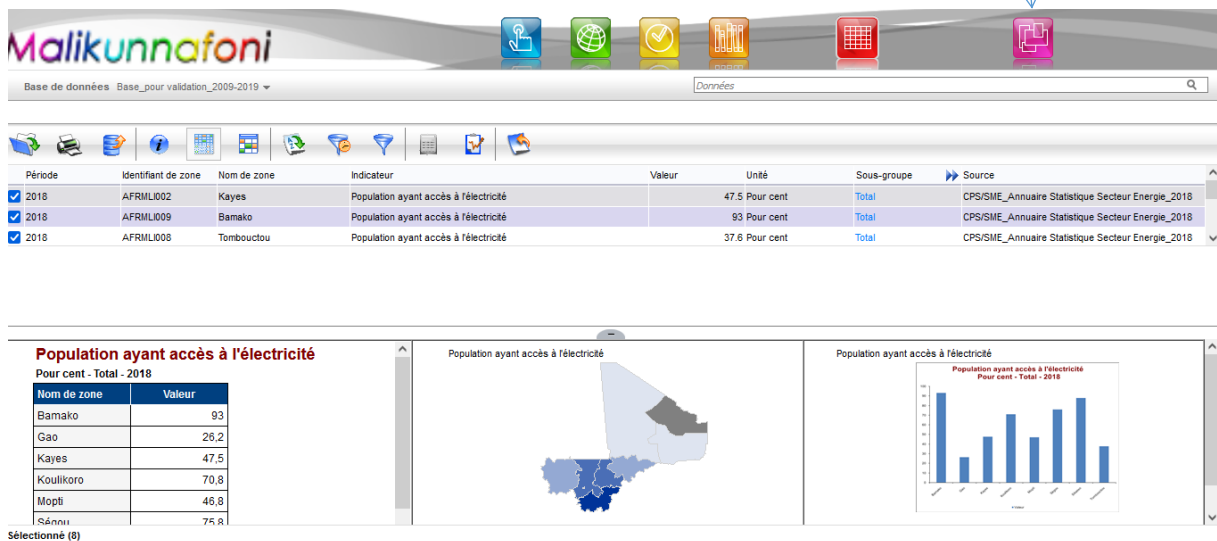 Malikunnafoni
Base de données Base_pour validation_2009-2019
Données
Période Identifiant de zone Nom de zone Indicateur Valeur Unité Sous-groupe Source
2018 AFRMLI002 Kayes Population ayant accès à l'électricité 47.5 Pour cent Total CPS/SME_Annuaire Statistique Secteur Energie_2018
2018 AFRMLI009 Bamako Population ayant accès à l'électricité 93 Pour cent Total CPS/SME_Annuaire Statistique Secteur Energie_2018
2018 AFRMLI008 Tombouctou Population ayant accès à l'électricité 37.6 Pour cent Total CPS/SME_Annuaire Statistique Secteur Energie_2018
Population ayant accès à l'électricité
Pour cent - Total - 2018
Nom de zone Valeur
Bamako 93
Gao 26,2
Kayes 47,5
Koulikoro 70,8
Mopti 46,8
Ségou 75,8
Population ayant accès à l'électricité
Population ayant accès à l'électricité
Population ayant accès à l'électricité
Pour cent - Total - 2018
Sélectionné (8)